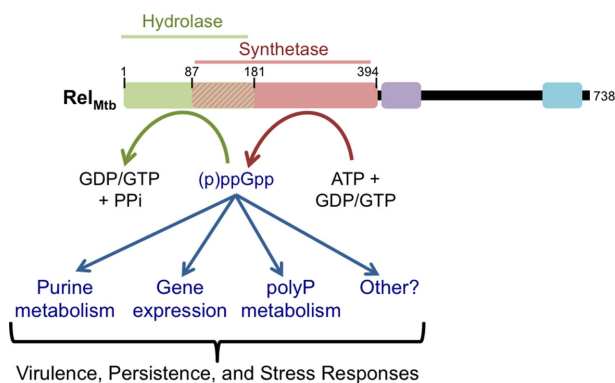 Hydrolase
Synthetase
1 87 181 394
RelMtb 738
GDP/GTP (p)ppGpp ATP +
+ PPi GDP/GTP
Purine Gene polyP Other?
metabolism expression metabolism
Virulence, Persistence, and Stress Responses